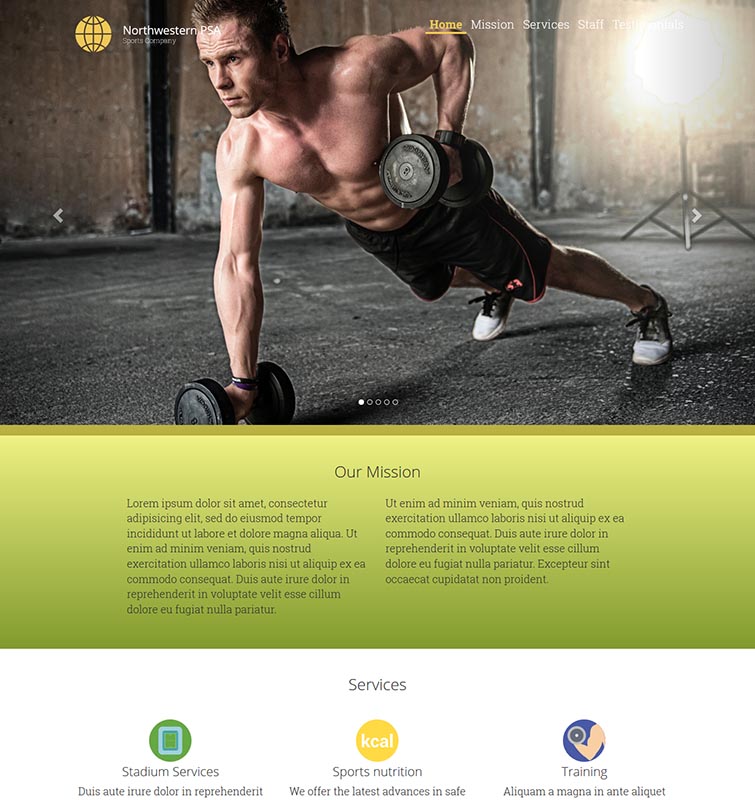 Northwestern PSA
Sports Company
Home Mission Services Staff Testimonials
Our Mission
Lorem ipsum dolor sit amet, consectetur
adipisicing elit, sed do eiusmod tempor
incididunt ut labore et dolore magna aliqua. Ut
enim ad minim veniam, quis nostrud
exercitation ullamco laboris nisi ut aliquip ex ea
commodo consequat. Duis aute irure dolor in
reprehenderit in voluptate velit esse cillum
dolore eu fugiat nulla pariatur.
Ut enim ad minim veniam, quis nostrud
exercitation ullamco laboris nisi ut aliquip ex ea
commodo consequat. Duis aute irure dolor in
reprehenderit in voluptate velit esse cillum
dolore eu fugiat nulla pariatur. Excepteur sint
occaecat cupidatat non proident.
Services
kcal
Stadium Services
Duis aute irure dolor in reprehenderit
Sports nutrition
We offer the latest advances in safe
Training
Aliquam a magna in ante aliquet